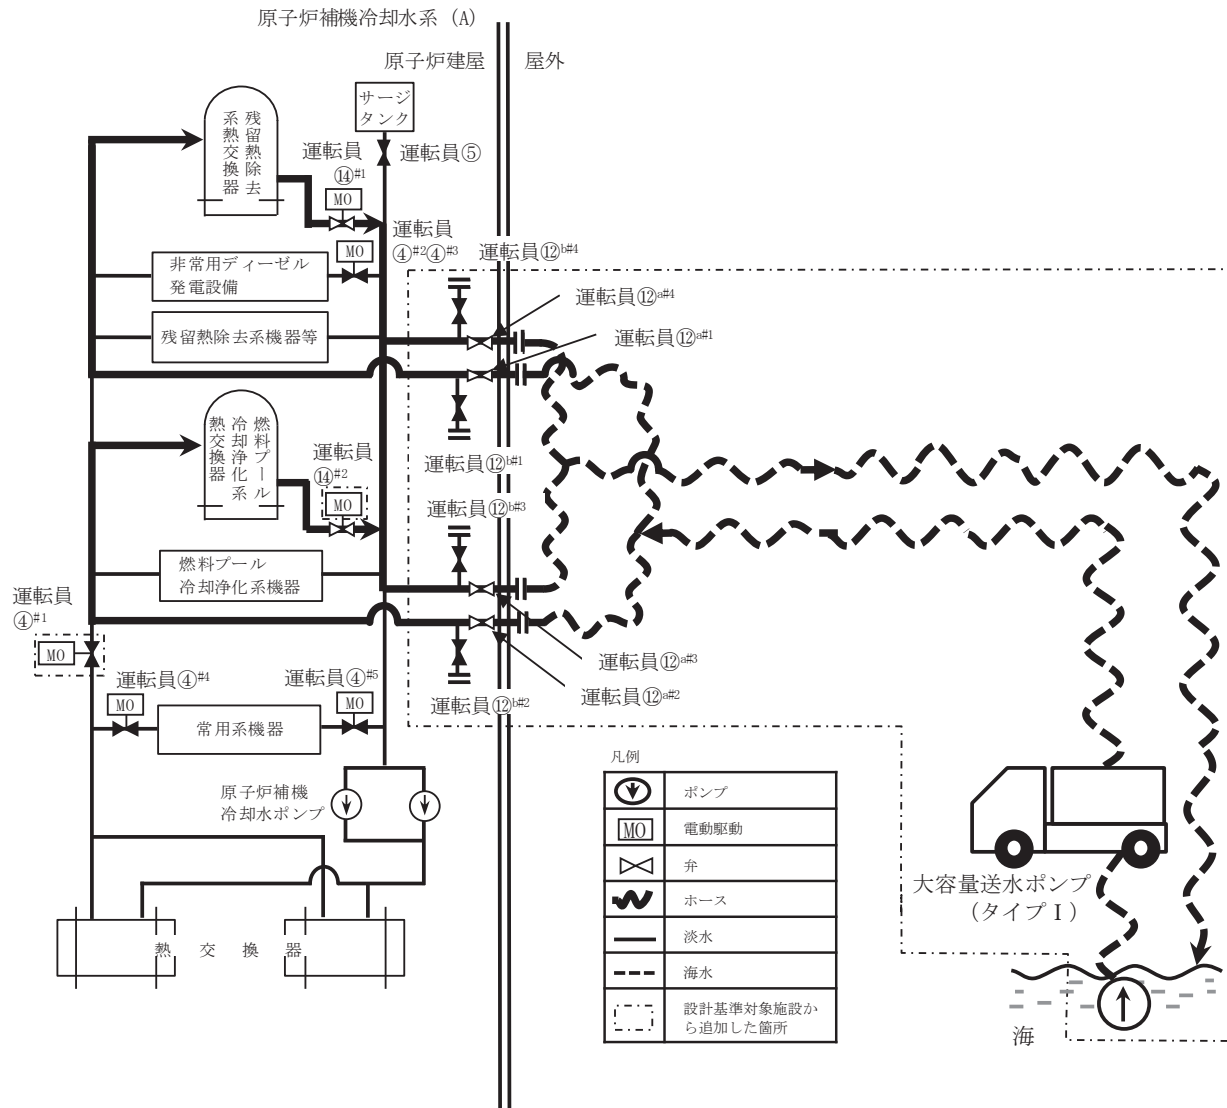 原子炉補機冷却水系 (A)
原子炉建屋
屋外
サージ
タンク
残留熱除去
系熱交換器
運転員
⑭#1
MO
運転員⑤
運転員
④#2④#3
MO
非常用ディーゼル
発電設備
残留熱除去系機器等
運転員⑫b#4
運転員⑫a#4
運転員⑫a#1
燃料プール
冷却浄化系
熱交換器
運転員
⑭#2
MO
運転員⑫b#1
運転員⑫b#3
燃料プール
冷却浄化系機器
運転員
④#1
MO
運転員④#4
MO
運転員④#5
MO
常用系機器
運転員⑫a#3
運転員⑫a#2
運転員⑫b#2
原子炉補機
冷却水ポンプ
熱交換器
大容量送水ポンプ
(タイプⅠ)
海
凡例
ポンプ
MO
電動駆動
弁
ホース
淡水
海水
設計基準対象施設か
ら追加した箇所